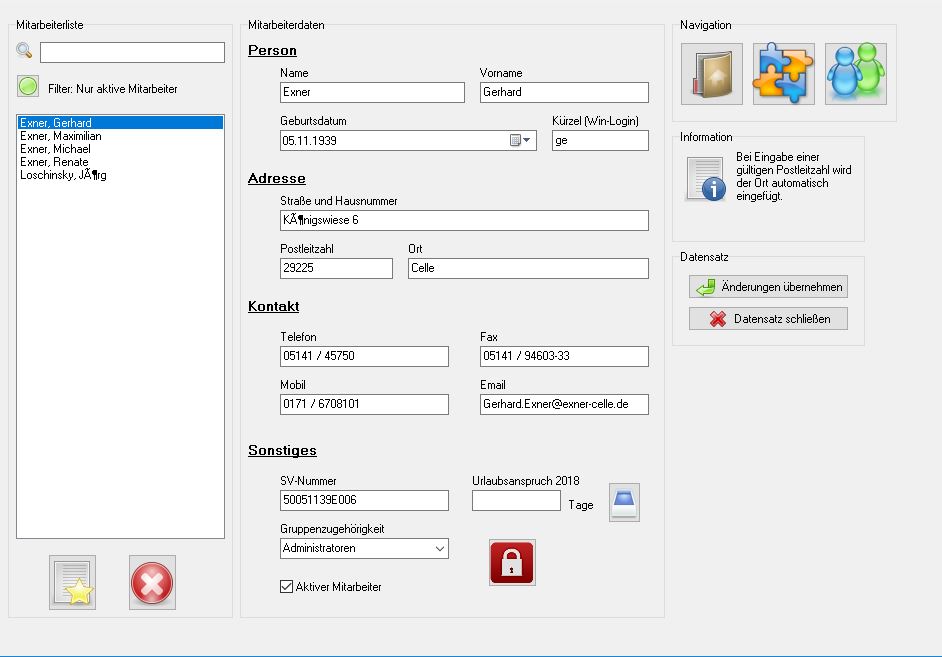 Mitarbeiterliste
Filter: Nur aktive Mitarbeiter
Exner, Gerhard
Exner, Maximilian
Exner, Michael
Exner, Renate
Loschinsky, JÃ¶rg
Mitarbeiterdaten
Person
Name
Vorname
Exner
Gerhard
Geburtsdatum
Kürzel (Win-Login)
05.11.1939
ge
Adresse
Straße und Hausnummer
KÃ¶nigswiese 6
Postleitzahl
Ort
29225
Celle
Kontakt
Telefon
Fax
05141 / 45750
05141 / 94603-33
Mobil
Email
0171 / 6708101
Gerhard.Exner@exner-celle.de
Sonstiges
SV-Nummer
Urlaubsanspruch 2018
50051139E006
Tage
Gruppenzugehörigkeit
Administratoren
Aktiver Mitarbeiter
Navigation
Information
Bei Eingabe einer
gültigen Postleitzahl wird
der Ort automatisch
eingefügt.
Datensatz
Änderungen übernehmen
Datensatz schließen